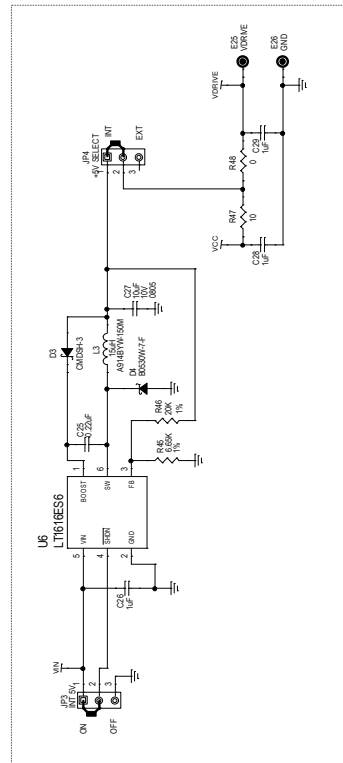 E25
VDRIVE
E26
GND
VDRIVE
C29
1uF
R48
0
R47
10
VCC
C28
1uF
JP4
+5V SELECT
INT
EXT
1
2
3
D3
CMDSH-3
C27
10uF
10V
0805
L3
15uH
A914BYW-150M
D4
B0530W-7-F
C25
0.22uF
R46
20K
1%
R45
6.65K
1%
U6
LT1616ES6
BOOST
SW
FB
VIN
SHDN
GND
1
6
3
5
4
2
C26
1uF
VIN
JP3
INT 5V
1
2
3
ON
OFF